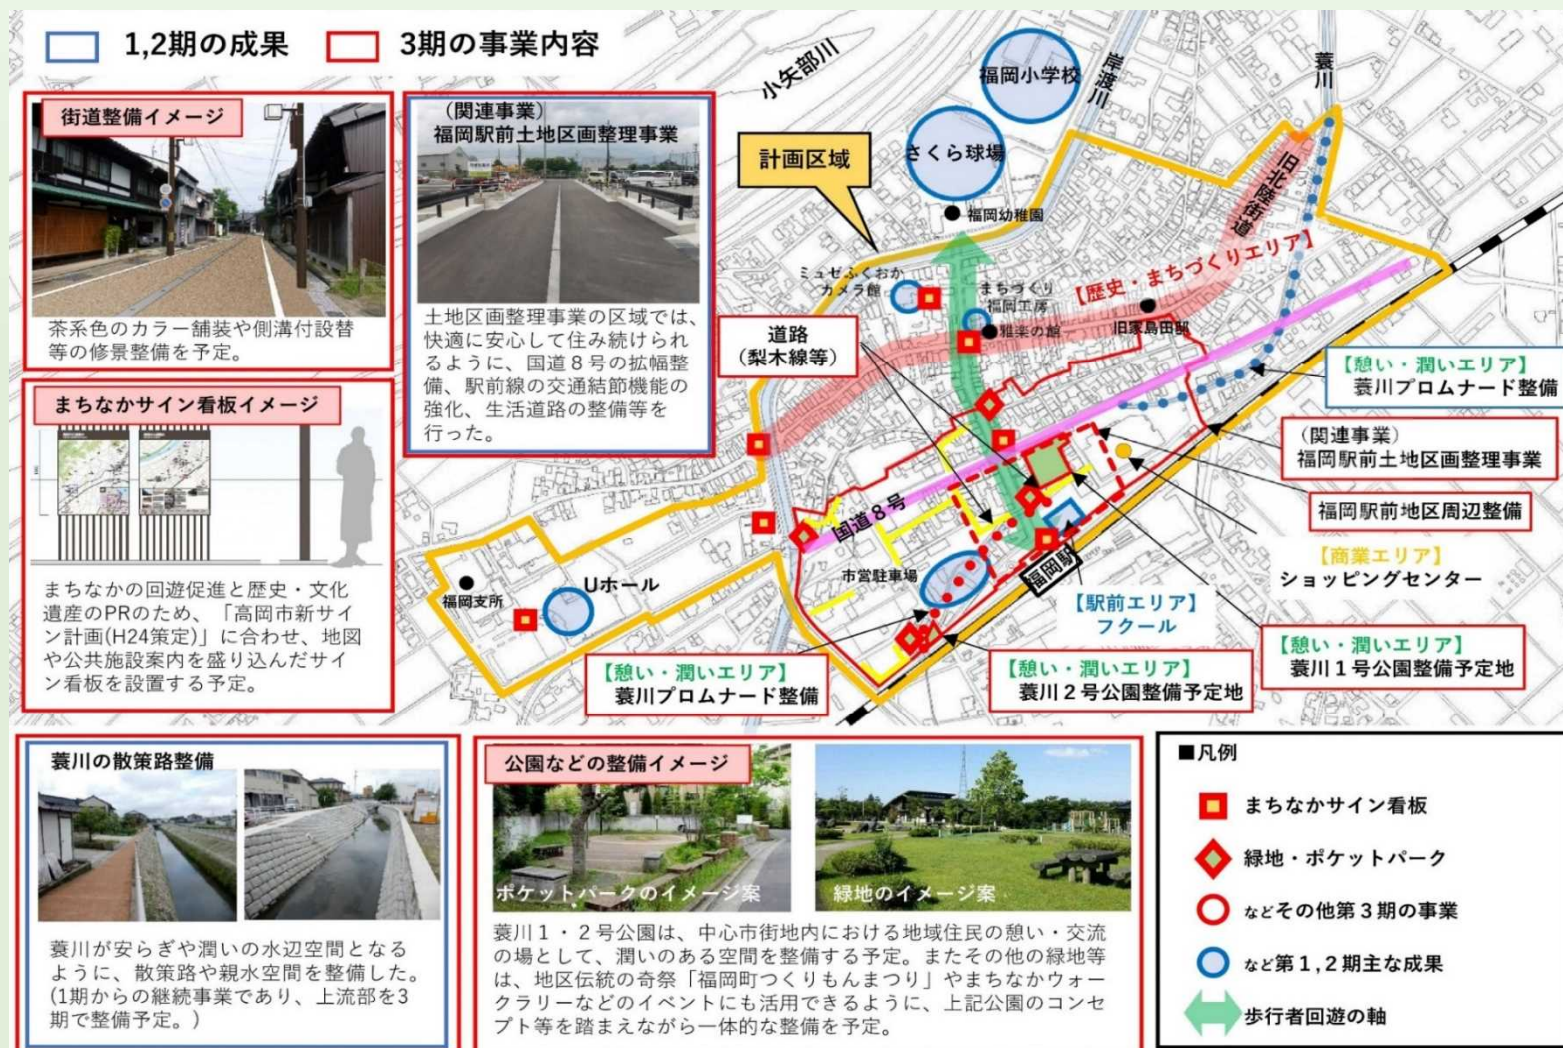 1,2期の成果
3期の事業内容
街道整備イメージ
茶系色のカラー舗装や側溝付設替
等の修景整備を予定。
(関連事業)
福岡駅前土地区画整理事業
土地区画整理事業の区域では、
快適に安心して住み続けられ
るように、国道8号の拡幅整
備、駅前線の交通結節機能の
強化、生活道路の整備等を
行った。
まちなかサイン看板イメージ
まちなかの回遊促進と歴史・文化
遺産のPRのため、「高岡市新サイ
ン計画(H24策定)」に合わせ、地図
や公共施設案内を盛り込んだサイ
ン看板を設置する予定。
小矢部川
福岡小学校
岸渡川
蓑川
さくら球場
計画区域
福岡幼稚園
旧北陸街道
ミュゼふくおか
カメラ館
まちづくり
福岡工房
【歴史・まちづくりエリア】
雅楽の館
旧家島田邸
道路
(梨木線等)
【憩い・潤いエリア】
蓑川プロムナード整備
(関連事業)
福岡駅前土地区画整理事業
福岡駅前地区周辺整備
国道8号
【商業エリア】
ショッピングセンター
市営駐車場
福岡駅
Uホール
福岡支所
【駅前エリア】
フクール
【憩い・潤いエリア】
蓑川プロムナード整備
【憩い・潤いエリア】
蓑川2号公園整備予定地
【憩い・潤いエリア】
蓑川1号公園整備予定地
蓑川の散策路整備
蓑川が安らぎや潤いの水辺空間となる
ように、散策路や親水空間を整備した。
(1期からの継続事業であり、上流部を3
期で整備予定。)
公園などの整備イメージ
ポケットパークのイメージ案
緑地のイメージ案
蓑川1・2号公園は、中心市街地内における地域住民の憩い・交流
の場として、潤いのある空間を整備する予定。またその他の緑地等
は、地区伝統の奇祭「福岡町つくりもんまつり」やまちなかウォー
クラリーなどのイベントにも活用できるように、上記公園のコンセ
プト等を踏まえながら一体的な整備を予定。
■凡例
まちなかサイン看板
緑地・ポケットパーク
などその他第3期の事業
など第1,2期主な成果
歩行者回遊の軸